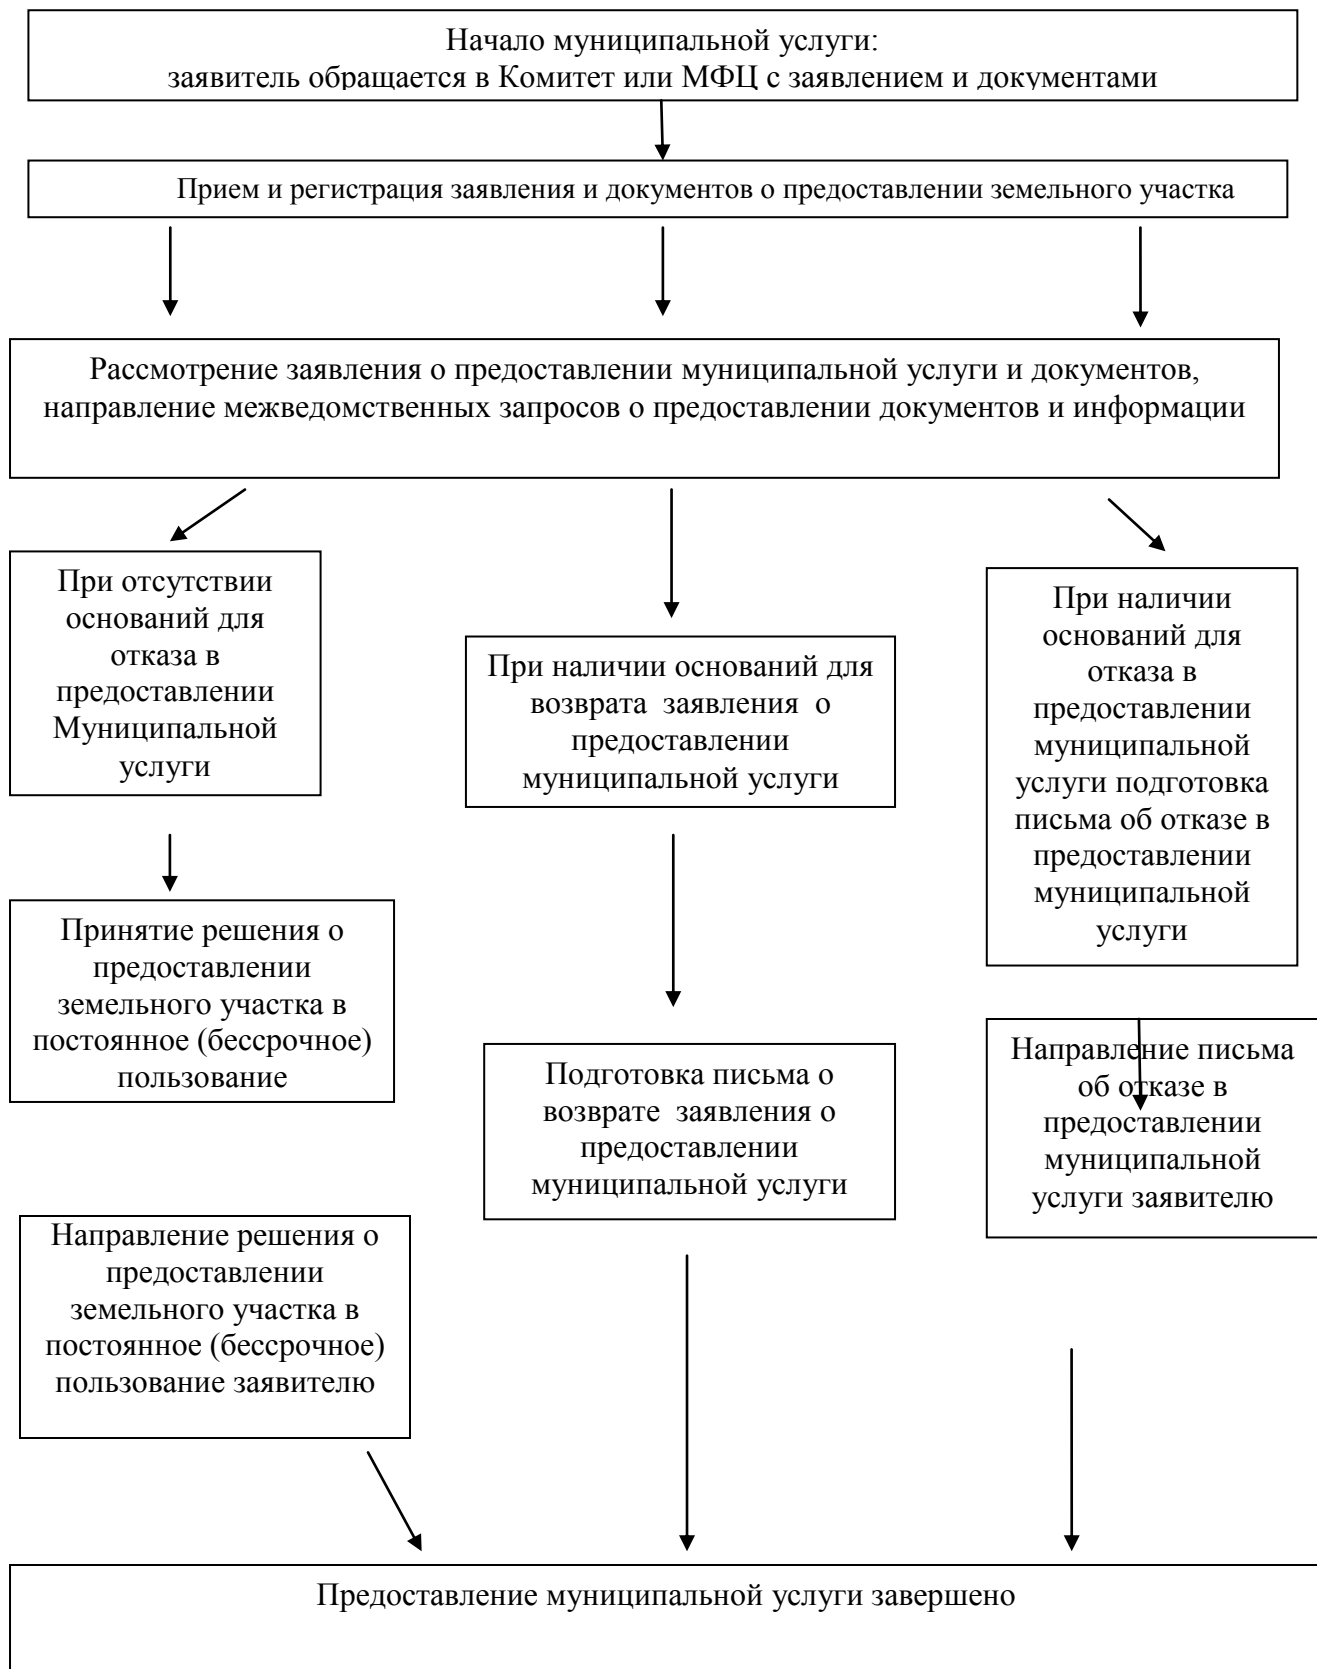 Начало муниципальной услуги:
заявитель обращается в Комитет или МФЦ с заявлением и документами
Прием и регистрация заявления и документов о предоставлении земельного участка
Рассмотрение заявления о предоставлении муниципальной услуги и документов,
направление межведомственных запросов о предоставлении документов и информации
При отсутствии
оснований для
отказа в
предоставлении
Муниципальной
услуги
При наличии оснований для
возврата заявления о
предоставлении
муниципальной услуги
При наличии
оснований для
отказа в
предоставлении
муниципальной
услуги подготовка
письма об отказе в
предоставлении
муниципальной
услуги
Принятие решения о
предоставлении
земельного участка в
постоянное (бессрочное)
пользование
Подготовка письма о
возврате заявления о
предоставлении
муниципальной услуги
Направление письма
об отказе в
предоставлении
муниципальной
услуги заявителю
Направление решения о
предоставлении
земельного участка в
постоянное (бессрочное)
пользование заявителю
Предоставление муниципальной услуги завершено